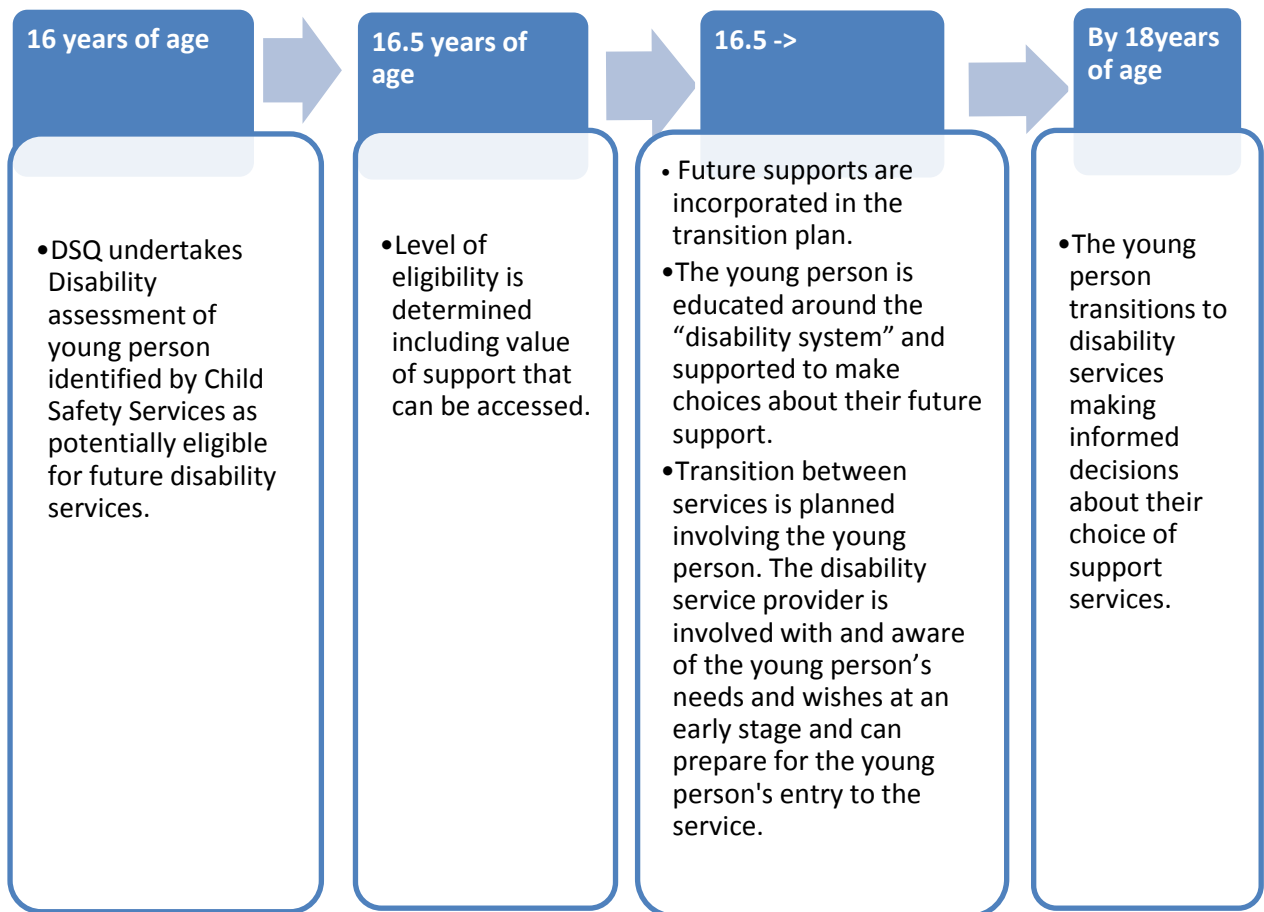 16 years of age
•DSQ undertakes
Disability
assessment of
young person
identified by Child
Safety Services as
potentially eligible
for future disability
services.
16.5 years of
age
•Level of
eligibility is
determined
including value
of support that
can be accessed.
16.5 ->
• Future supports are
incorporated in the
transition plan.
•The young person is
educated around the
“disability system” and
supported to make
choices about their future
support.
•Transition between
services is planned
involving the young
person. The disability
service provider is
involved with and aware
of the young person’s
needs and wishes at an
early stage and can
prepare for the young
person's entry to the
service.
By 18years
of age
•The young
person
transitions to
disability
services
making
informed
decisions
about their
choice of
support
services.